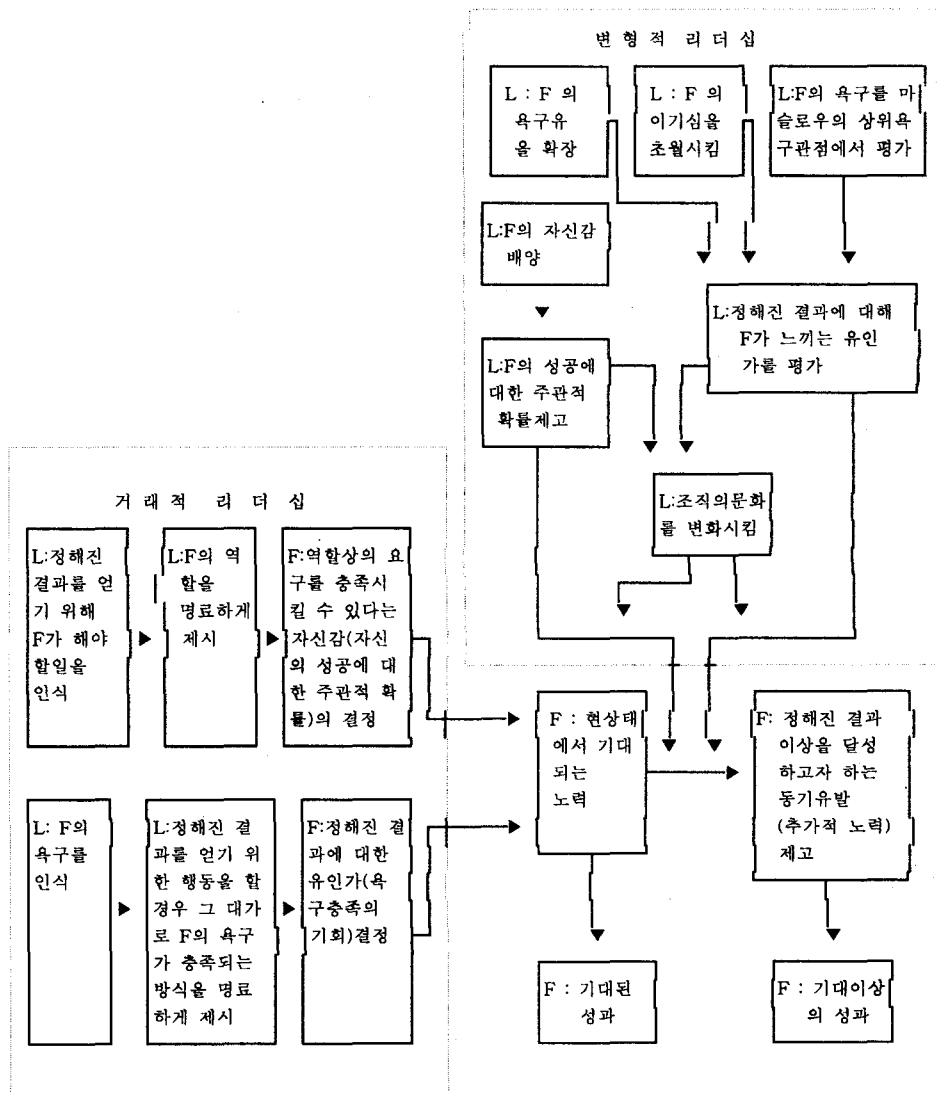 변형적 리더십
L : F 의
욕구유
을 확장
L : F 의
이기심을
초월시킴
L:F의 욕구를 마
슬로우의 상위욕
구관점에서 평가
L:F의 자신감
배양
L:정해진 결과에 대해
F가 느끼는 유인
가를 평가
L:F의 성공에
대한 주관적
확률제고
L:조직의문화
를 변화시킴
거래적 리더십
L:정해진
결과를 얻
기 위해
F가 해야
할일을
인식
L:F의 역
할을
명료하게
제시
F:역할상의 요
구를 충족시
킬 수 있다는
자신감(자신
의 성공에 대
한 주관적 확
률)의 결정
F : 현상태
에서 기대
되는
노력
F: 정해진 결과
이상을 달성
하고자 하는
동기유발
(추가적 노력)
제고
L: F의
욕구를
인식
L:정해진 결
과를 얻기 위
한 행동을 할
경우 그 대가
로 F의 욕구
가 충족되는
방식을 명료
하게 제시
F:정해진 결
과에 대한
유인가(욕
구충족의
기회)결정
F : 기대된
성과
F : 기대이상
의 성과